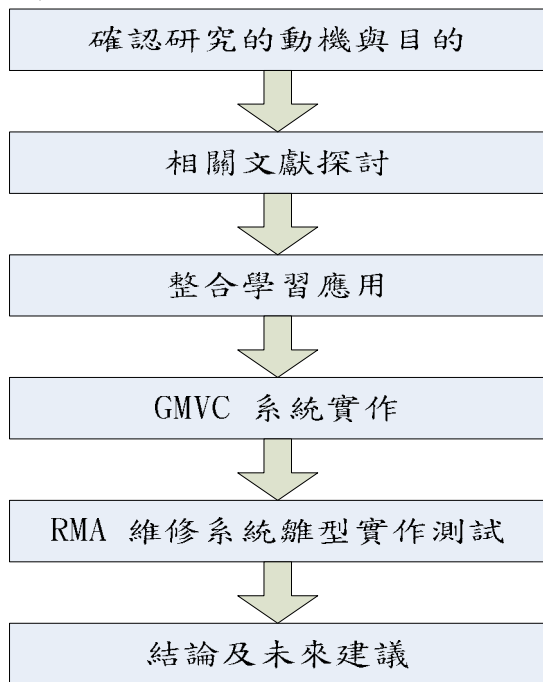 確認研究的動機與目的
相關文獻探討
整合學習應用
GMVC 系統實作
RMA 維修系統雛型實作測試
結論及未來建議